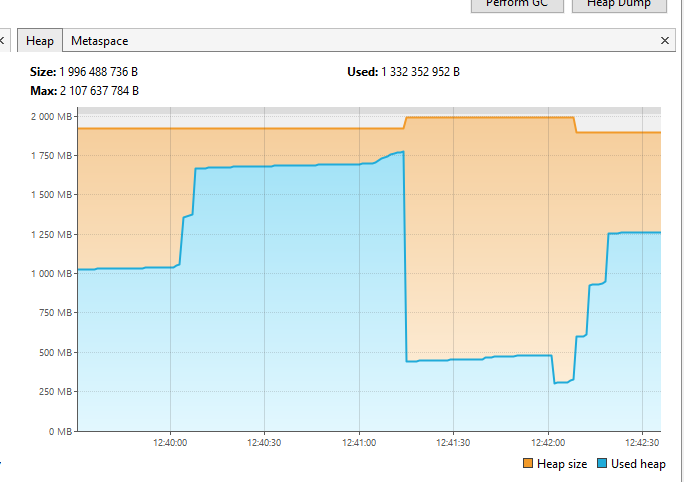 Perform GC Heap Dump
Heap Metaspace
Size: 1 996 488 736 B Used: 1 332 352 952 B
Max: 2 107 637 784 B
2 000 MB
1 750 MB
1 500 MB
1 250 MB
1 000 MB
750 MB
500 MB
250 MB
0 MB
12:40:00 12:40:30 12:41:00 12:41:30 12:42:00 12:42:30
Heap size Used heap